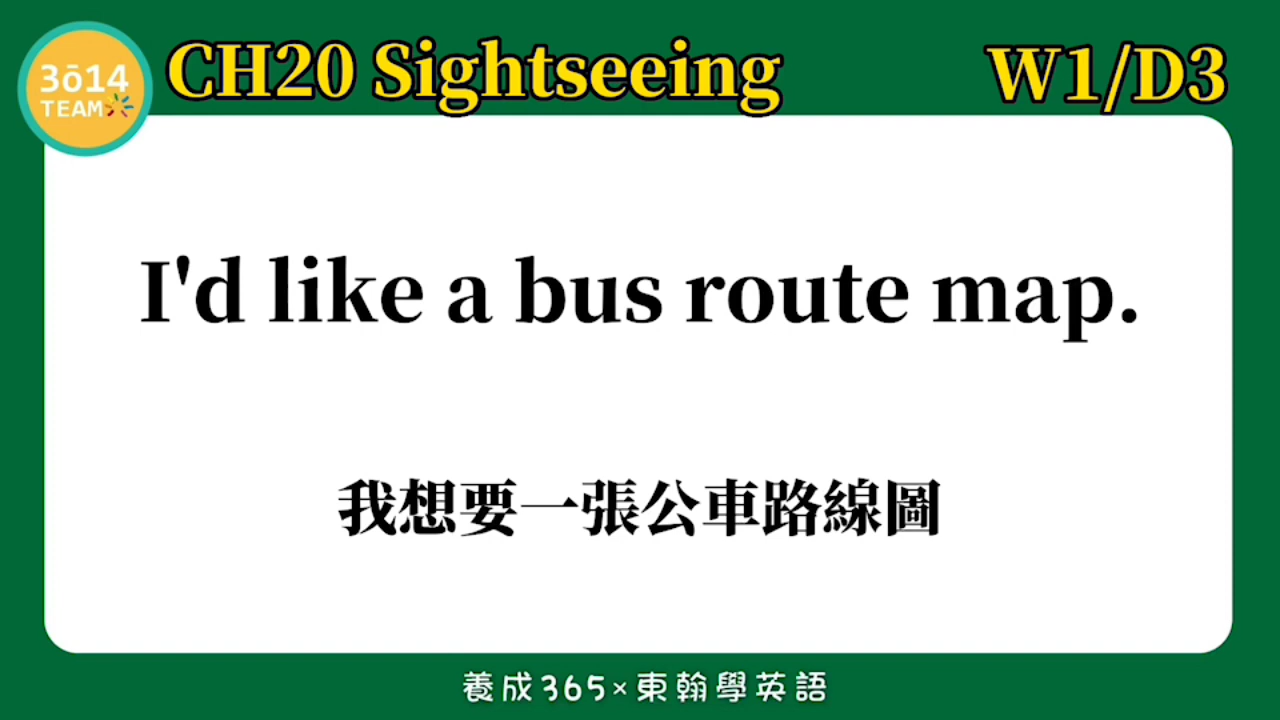 3ō14
TEAM
CH20 Sightseeing
W1/D3
I'd like a bus route map.
我想要一張公車路線圖
養成365×東翰學英語